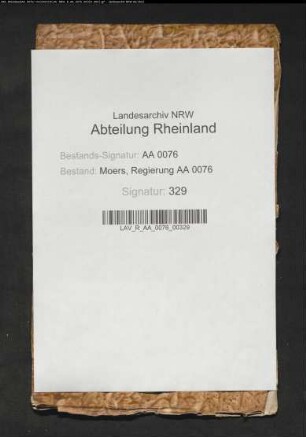 Landesarchiv NRW
Abteilung Rheinland
Bestands-Signatur: AA 0076
Bestand: Moers, Regierung AA 0076
Signatur: 329
LAV_R_AA_0076_00329